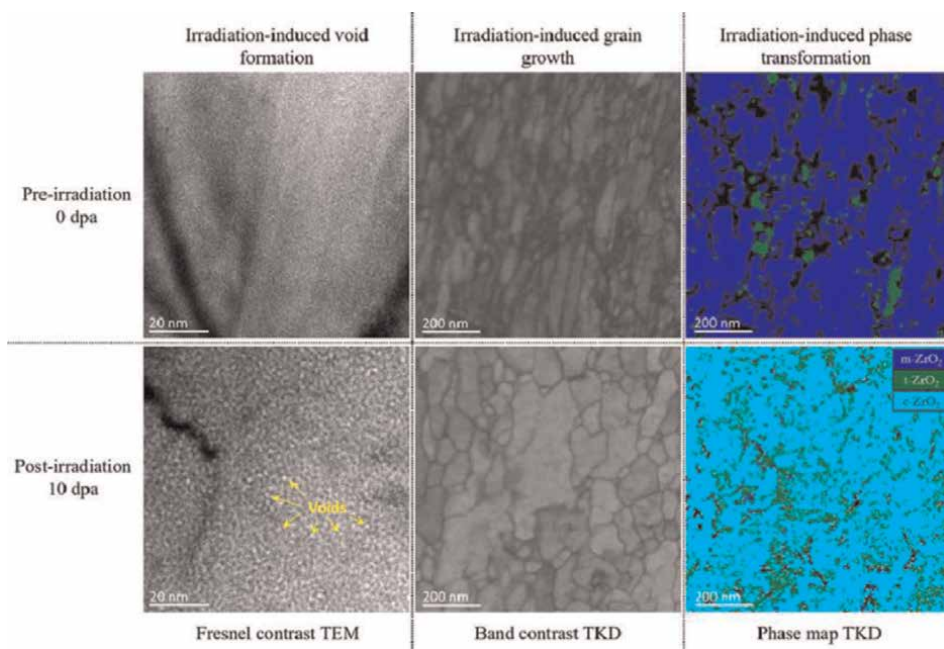 Irradiation-induced void
formation
Irradiation-induced grain
growth
Irradiation-induced phase
transformation
Pre-irradiation
0 dpa
20 nm
200 nm
200 nm
Post-irradiation
10 dpa
Voids
20 nm
200 nm
200 nm
m-ZrO₂
t-ZrO₂
c-ZrO₂
Fresnel contrast TEM
Band contrast TKD
Phase map TKD